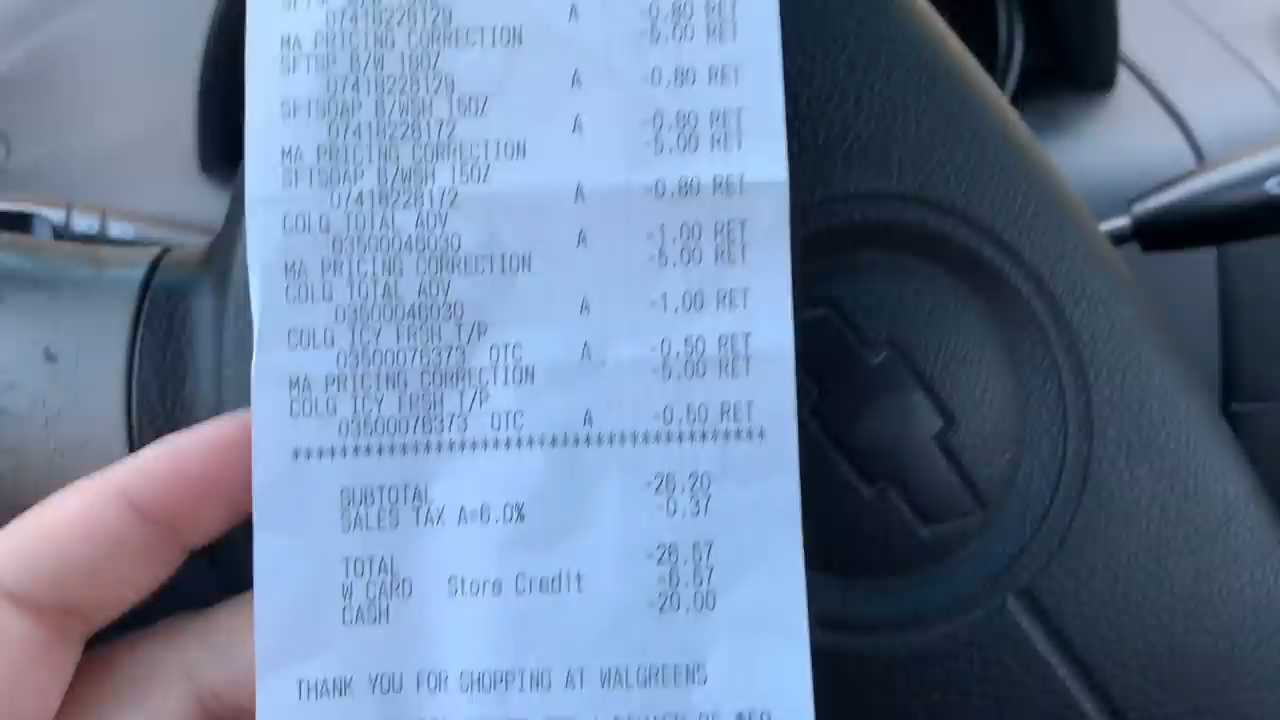 07418228129 A -0.80 RET
MA PRICING CORRECTION -5.00 RET
SFTSP B/W 18OZ
07418228129 A -0.80 RET
SFTSOAP B/WSH 15OZ
07418228172 A -0.80 RET
MA PRICING CORRECTION -5.00 RET
SFTSOAP B/WSH 15OZ
07418228172 A -0.80 RET
COLG TOTAL ADV
03500046030 A -1.00 RET
MA PRICING CORRECTION -5.00 RET
COLG TOTAL ADV
03500046030 A -1.00 RET
COLG ICY FRSH T/P
03500076373 OTC A -0.50 RET
MA PRICING CORRECTION -5.00 RET
COLG ICY FRSH T/P
03500076373 OTC A -0.50 RET
****************************************
SUBTOTAL -26.20
SALES TAX A=6.0% -0.37
TOTAL -26.57
W CARD Store Credit -6.57
CASH -20.00
THANK YOU FOR SHOPPING AT WALGREENS